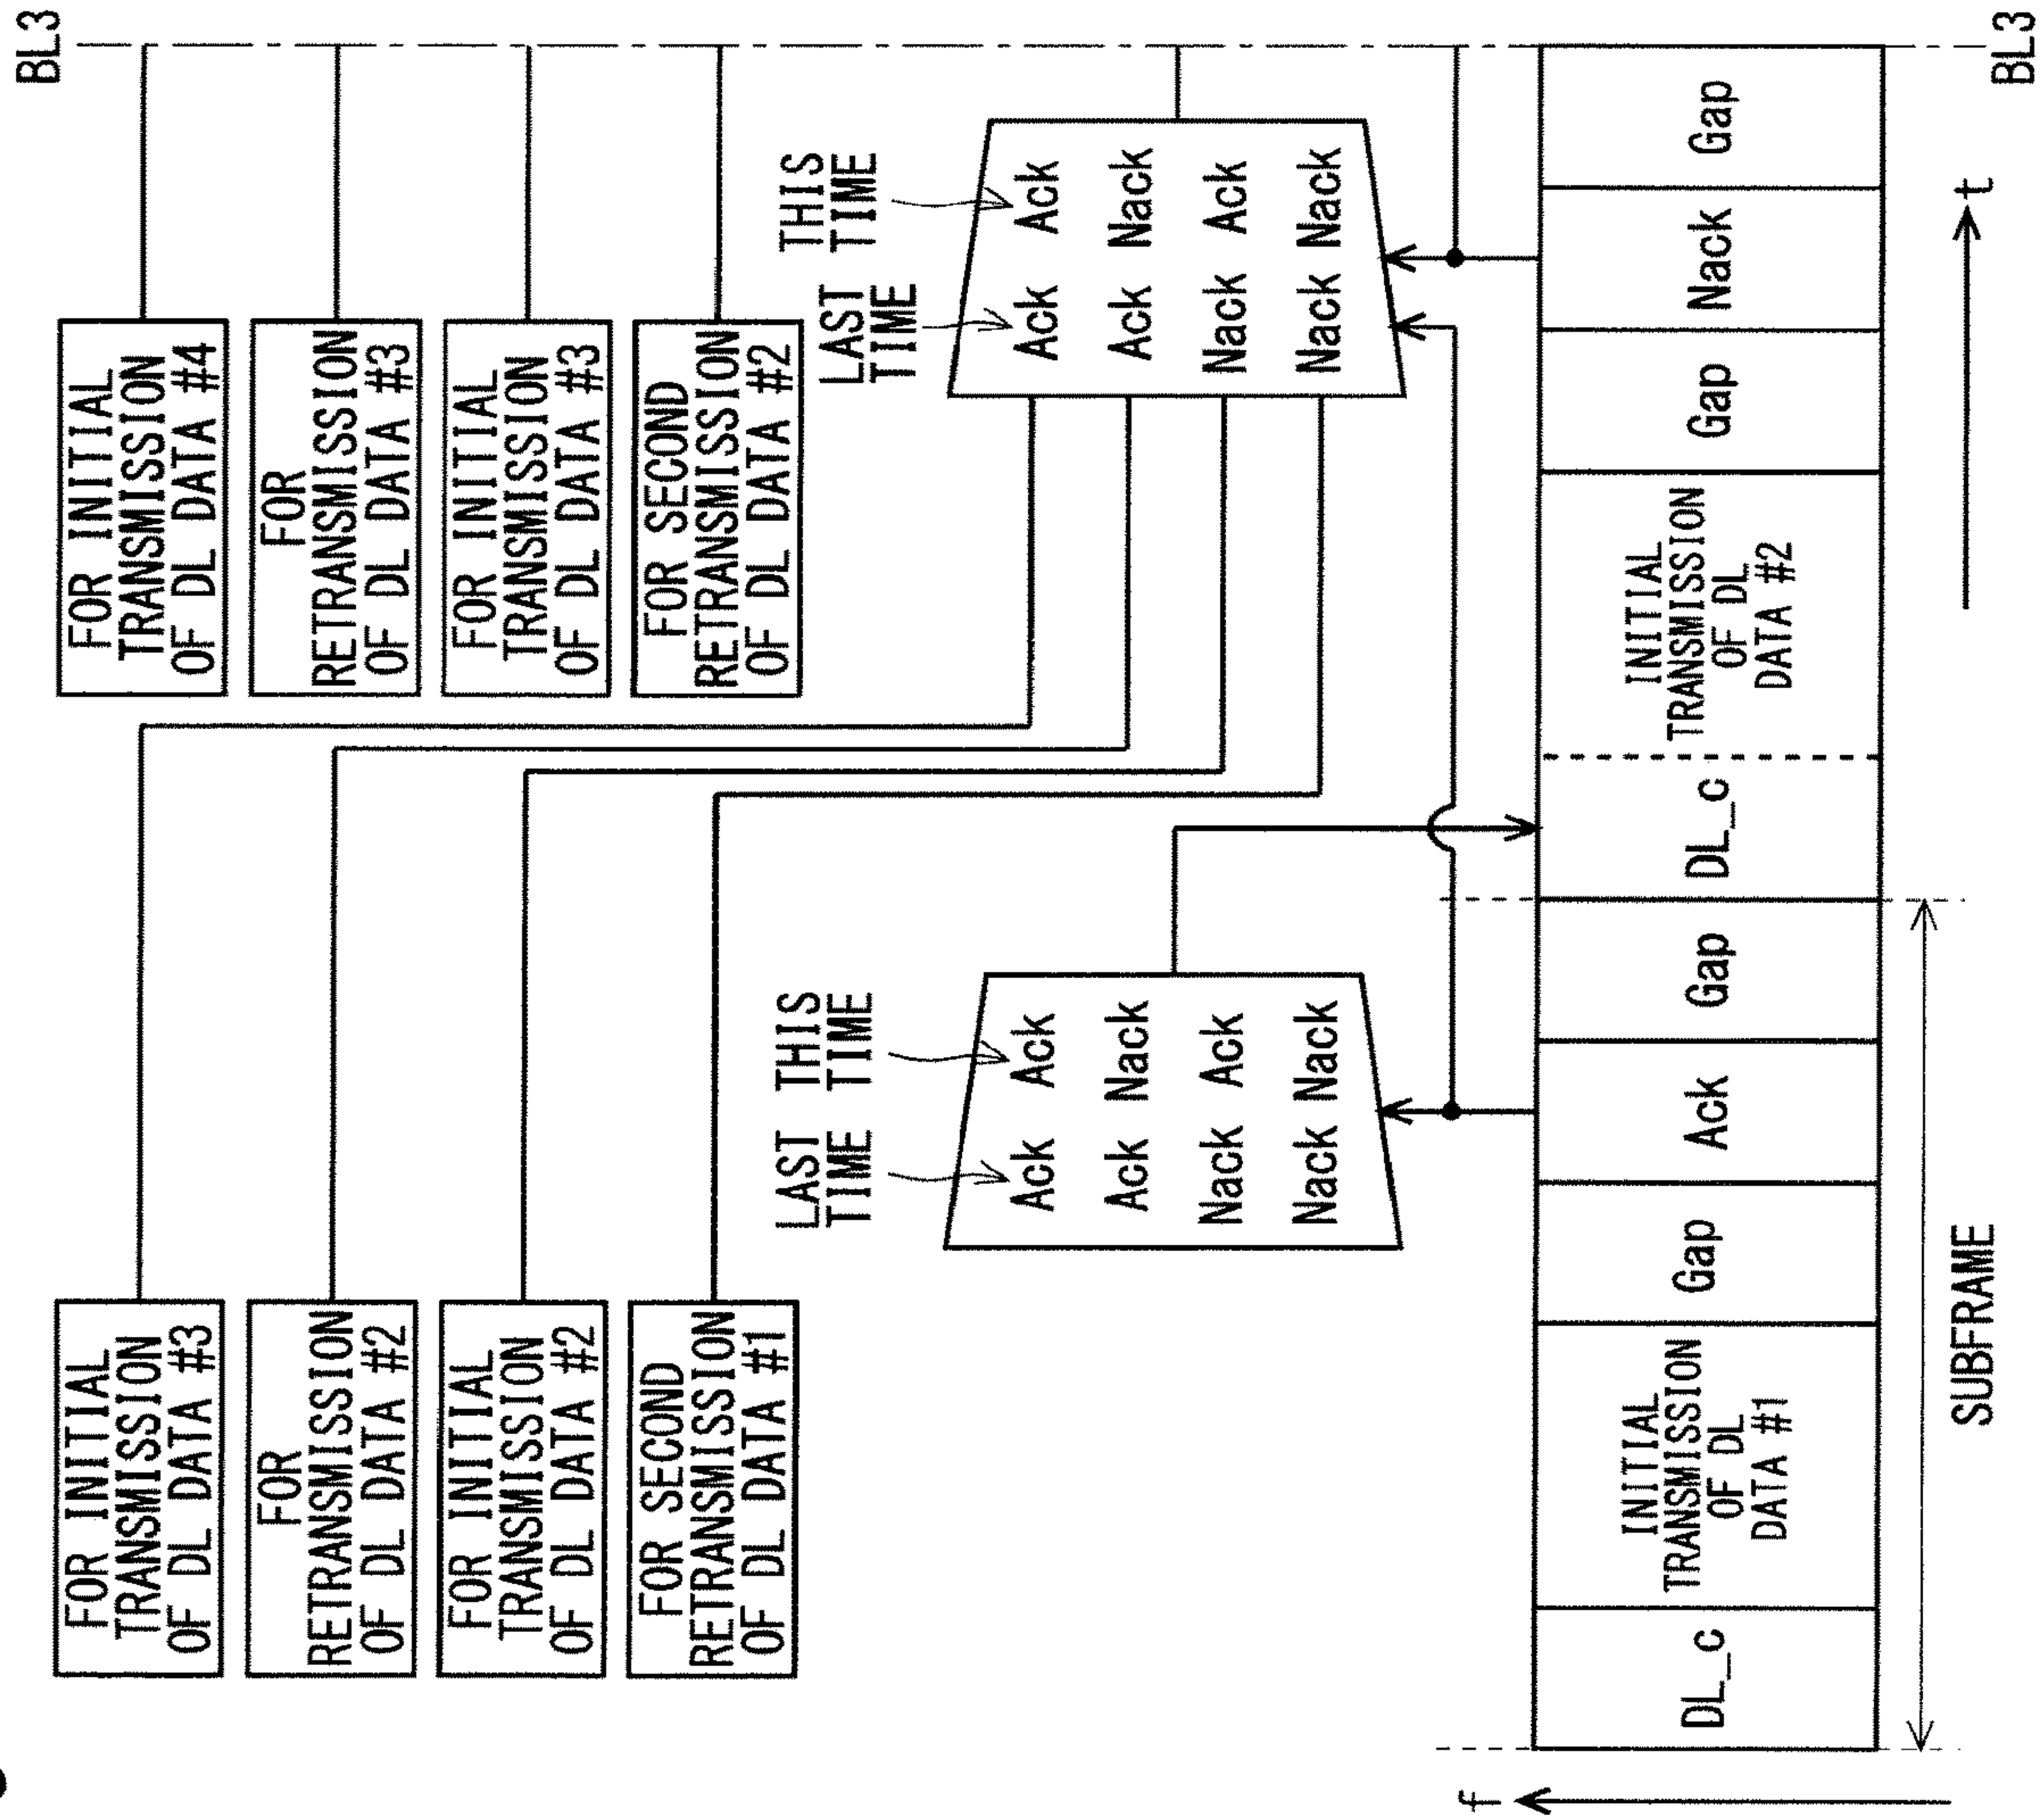 BL3
FOR INITIAL
TRANSMISSION
OF DL DATA #3
FOR INITIAL
TRANSMISSION
OF DL DATA #4
FOR
RETRANSMISSION
OF DL DATA #2
FOR
RETRANSMISSION
OF DL DATA #3
FOR INITIAL
TRANSMISSION
OF DL DATA #2
FOR INITIAL
TRANSMISSION
OF DL DATA #3
FOR SECOND
RETRANSMISSION
OF DL DATA #1
FOR SECOND
RETRANSMISSION
OF DL DATA #2
LAST THIS
TIME TIME
Ack Ack
Ack Nack
Nack Ack
Nack Nack
LAST THIS
TIME TIME
Ack Ack
Ack Nack
Nack Ack
Nack Nack
f
DL_c
INITIAL
TRANSMISSION
OF DL
DATA #1
Gap
Ack
Gap
DL_c
INITIAL
TRANSMISSION
OF DL
DATA #2
Gap
Nack
Gap
SUBFRAME
t
BL3